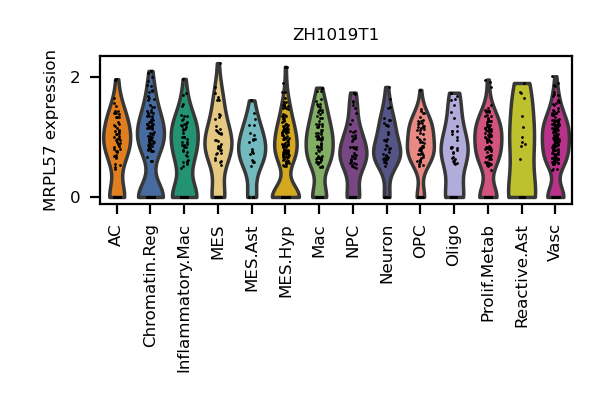 ZH1019T1
MRPL57 expression
2
0
AC
Chromatin.Reg
Inflammatory.Mac
MES
MES.Ast
MES.Hyp
Mac
NPC
Neuron
OPC
Oligo
Prolif.Metab
Reactive.Ast
Vasc